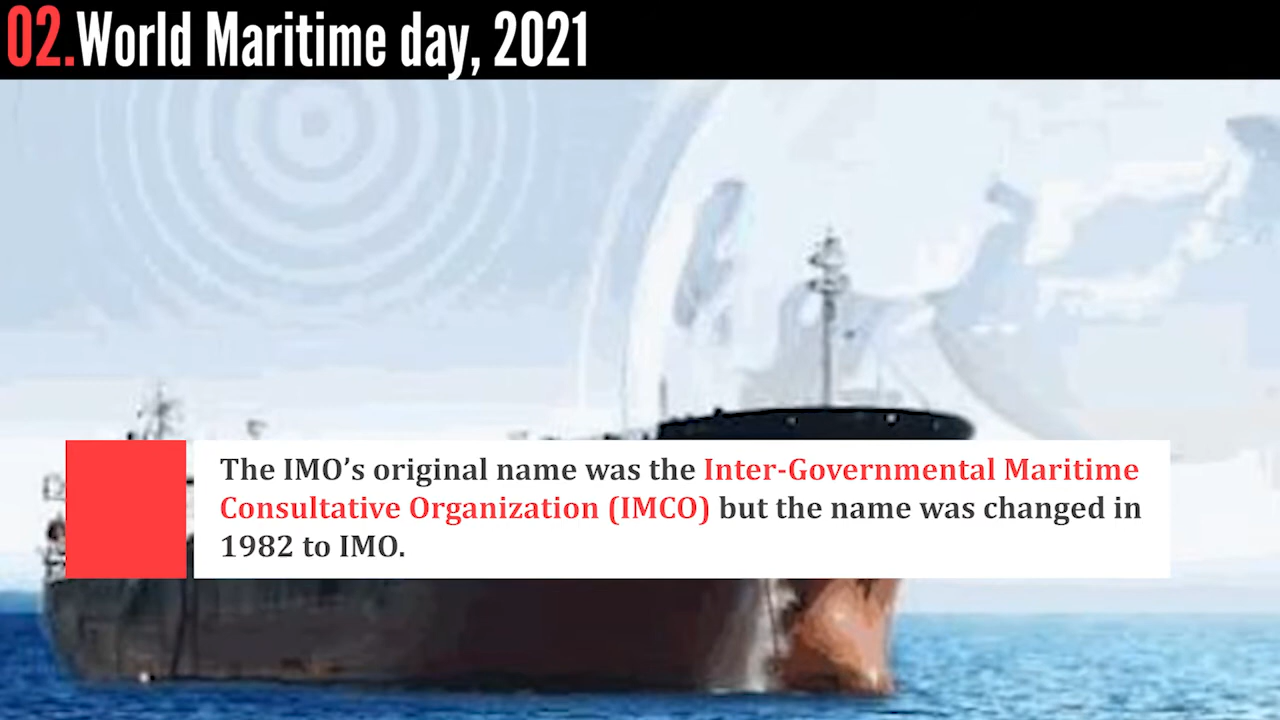 02.World Maritime day, 2021
The IMO’s original name was the Inter-Governmental Maritime
Consultative Organization (IMCO) but the name was changed in
1982 to IMO.